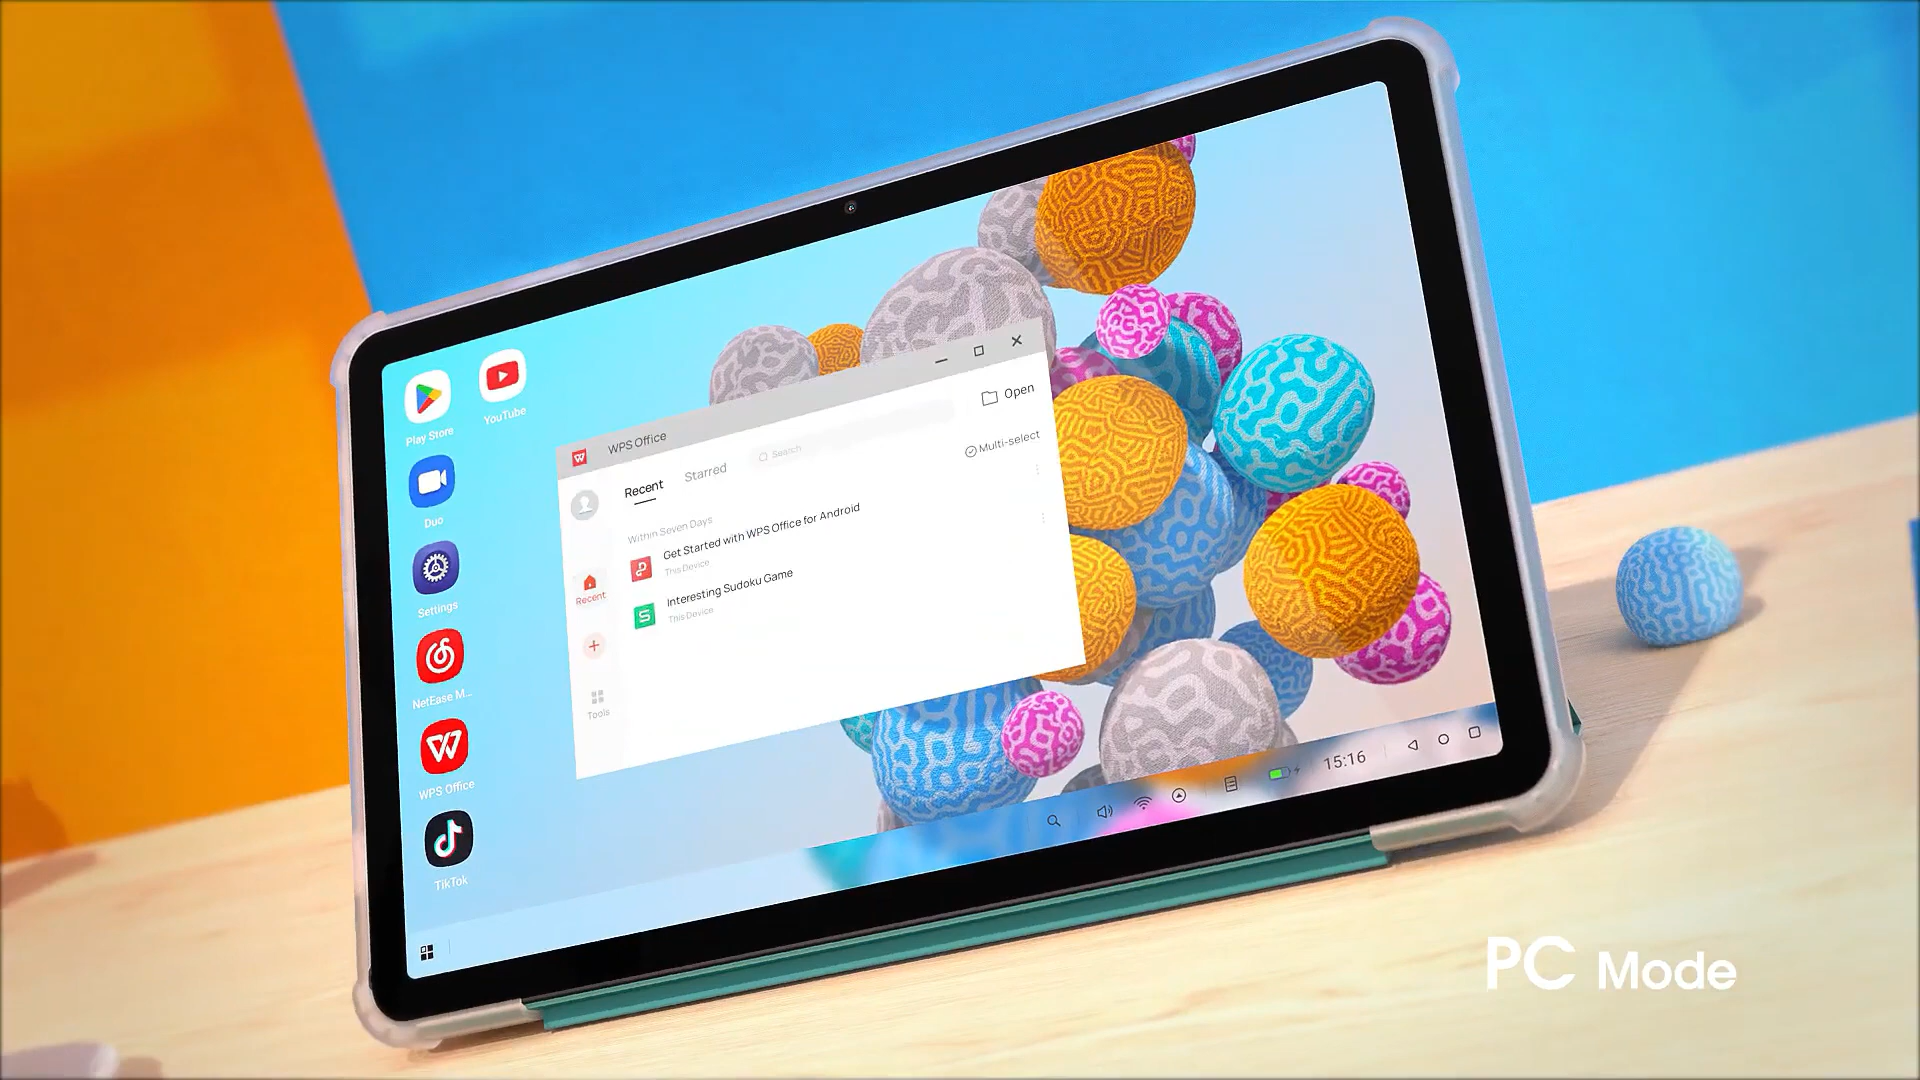 Play Store
YouTube
Duo
Settings
NetEase M...
WPS Office
TikTok
WPS Office
Open
Recent
Starred
Search
Multi-select
Within Seven Days
Get Started with WPS Office for Android
This Device
Interesting Sudoku Game
This Device
Recent
Tools
15:16
PC Mode